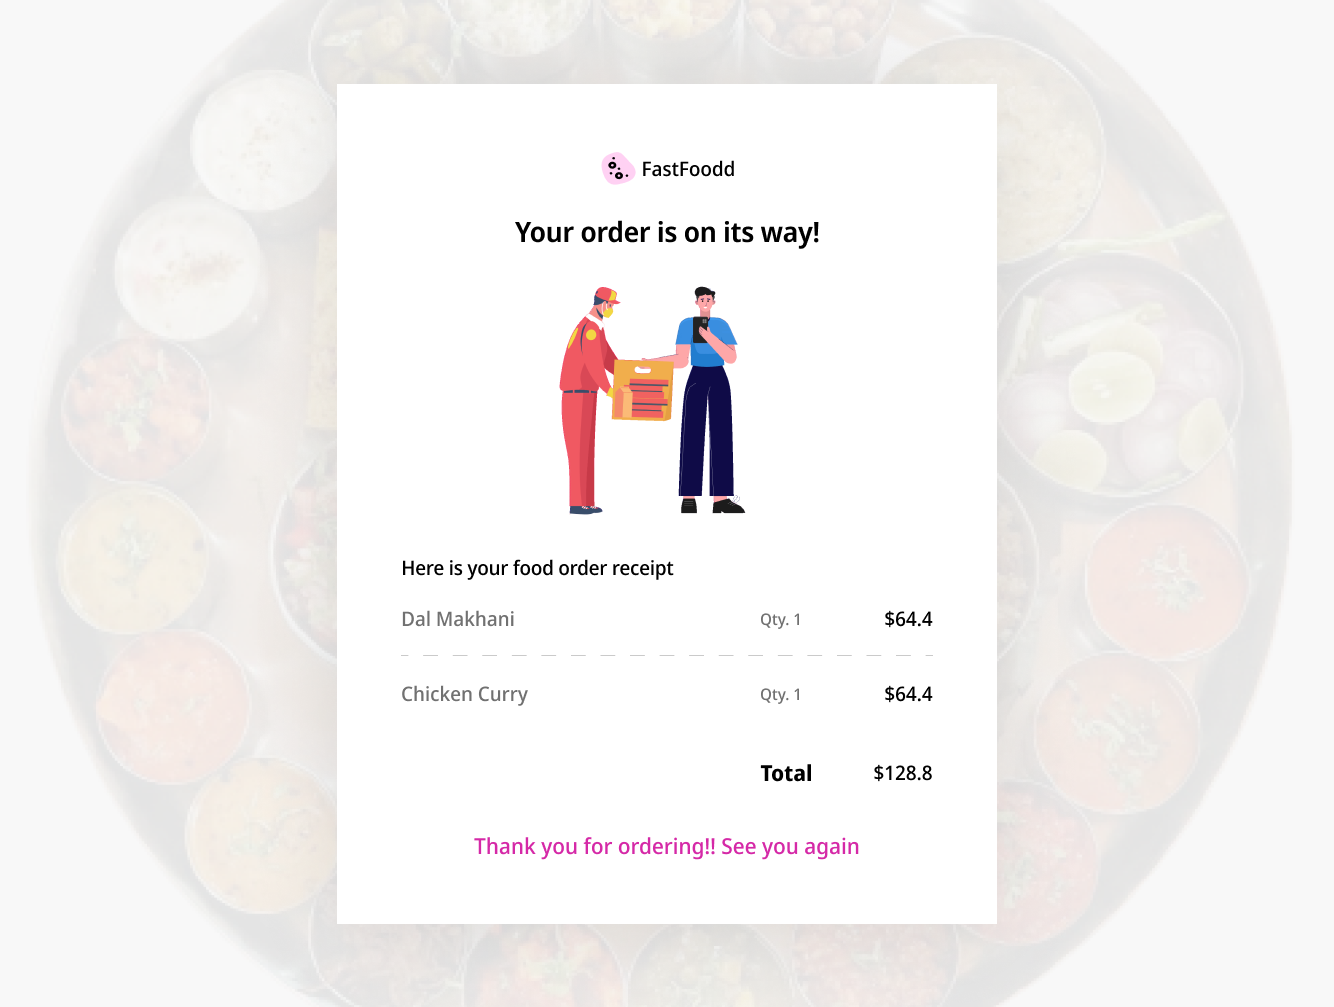 FastFoodd
Your order is on its way!
Here is your food order receipt
Dal Makhani Qty. 1 $64.4
Chicken Curry Qty. 1 $64.4
Total $128.8
Thank you for ordering!! See you again